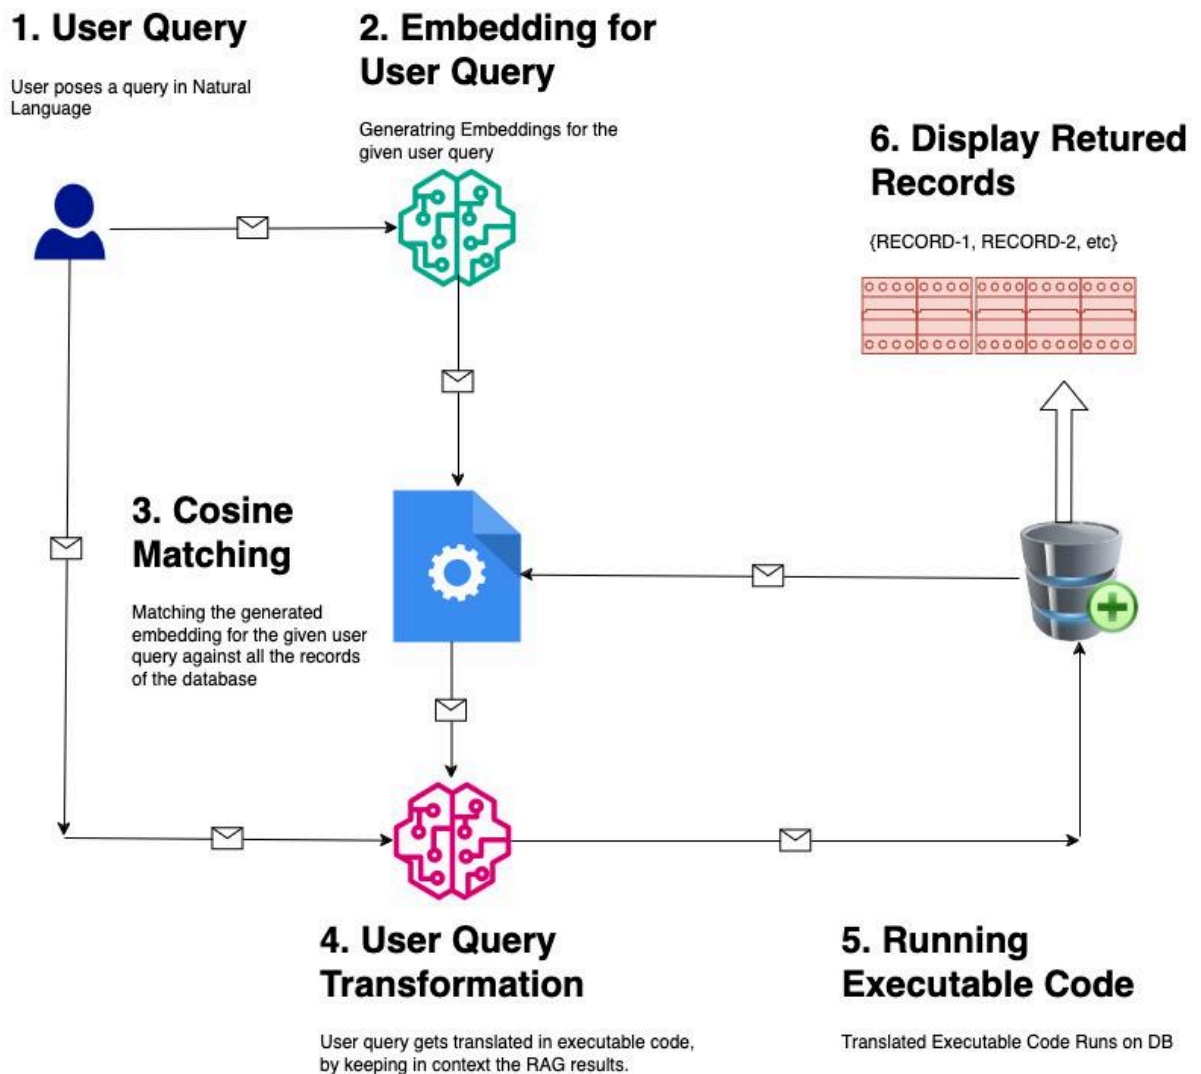 1. User Query
User poses a query in Natural
Language
2. Embedding for
User Query
Generatring Embeddings for the
given user query
6. Display Retured
Records
{RECORD-1, RECORD-2, etc}
3. Cosine
Matching
Matching the generated
embedding for the given user
query against all the records
of the database
4. User Query
Transformation
User query gets translated in executable code,
by keeping in context the RAG results.
5. Running
Executable Code
Translated Executable Code Runs on DB